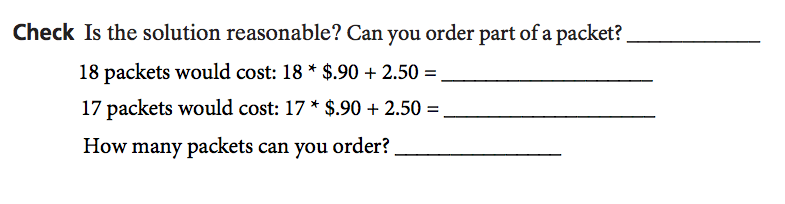 Check Is the solution reasonable? Can you order part of a packet? ____________
18 packets would cost: 18 * $.90 + 2.50 = ____________________
17 packets would cost: 17 * $.90 + 2.50 = ____________________
How many packets can you order? _______________